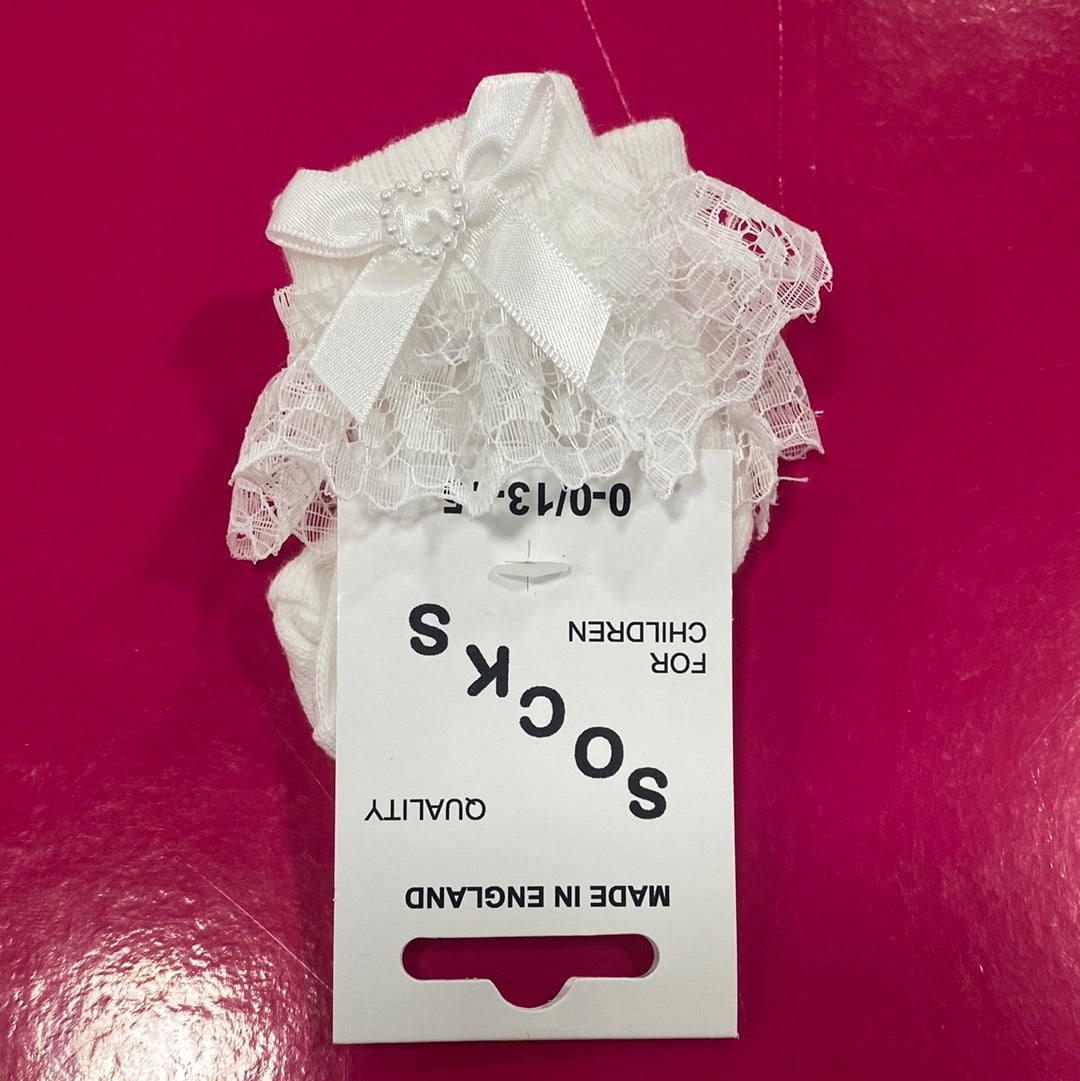 MADE IN ENGLAND
QUALITY
SOCKS
FOR
CHILDREN
0-0/13-